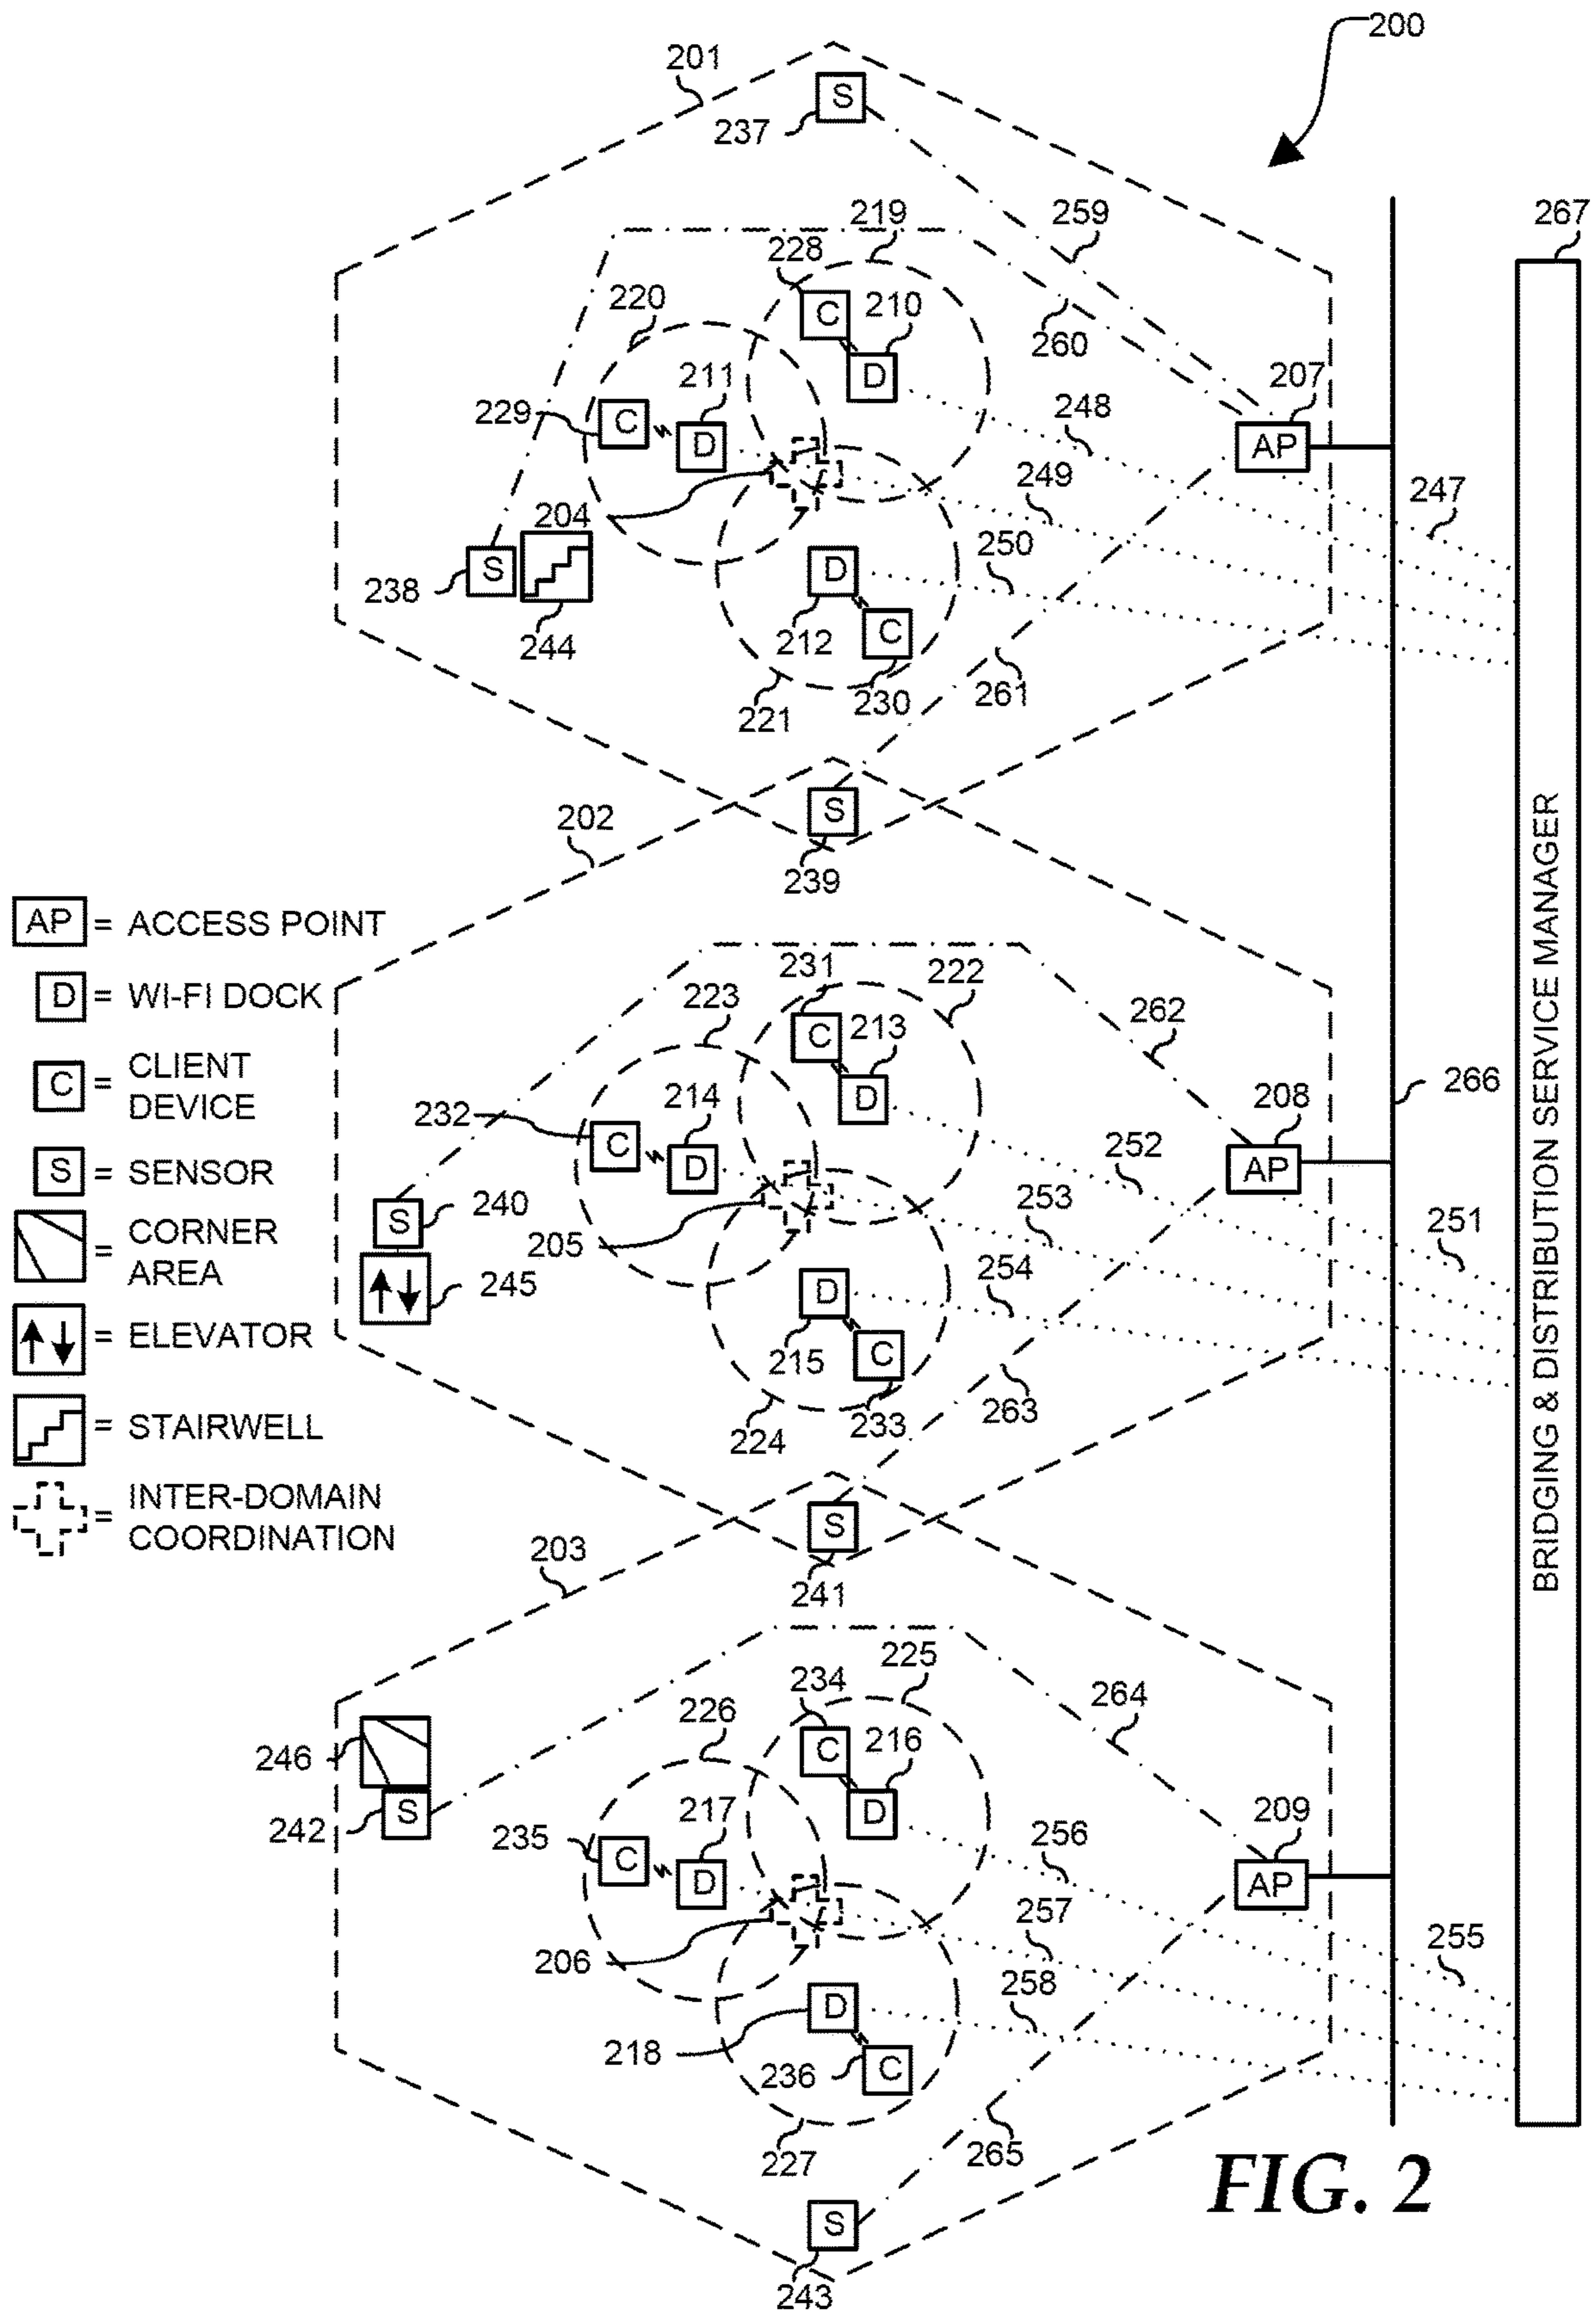 200
201
S
237
267
219
259
228
220
C
210
260
D
211
207
229
C
D
248
AP
249
247
204
250
S
238
D
244
212
C
230
261
221
202
S
239
AP = ACCESS POINT
D = WI-FI DOCK
C = CLIENT
DEVICE
S = SENSOR
= CORNER
AREA
= ELEVATOR
= STAIRWELL
= INTER-DOMAIN
COORDINATION
BRIDGING & DISTRIBUTION SERVICE MANAGER
231
222
223
262
C
213
266
D
214
208
232
C
D
252
AP
240
S
253
251
205
254
245
D
215
C
263
233
224
S
203
241
225
234
264
226
246
C
216
S
242
D
217
209
235
C
D
256
AP
257
255
206
258
D
218
236
C
265
227
FIG. 2
S
243